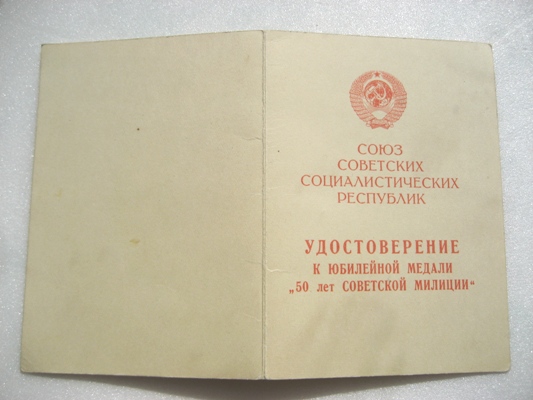 СОЮЗ
СОВЕТСКИХ
СОЦИАЛИСТИЧЕСКИХ
РЕСПУБЛИК
УДОСТОВЕРЕНИЕ
К ЮБИЛЕЙНОЙ МЕДАЛИ
„50 лет СОВЕТСКОЙ МИЛИЦИИ“